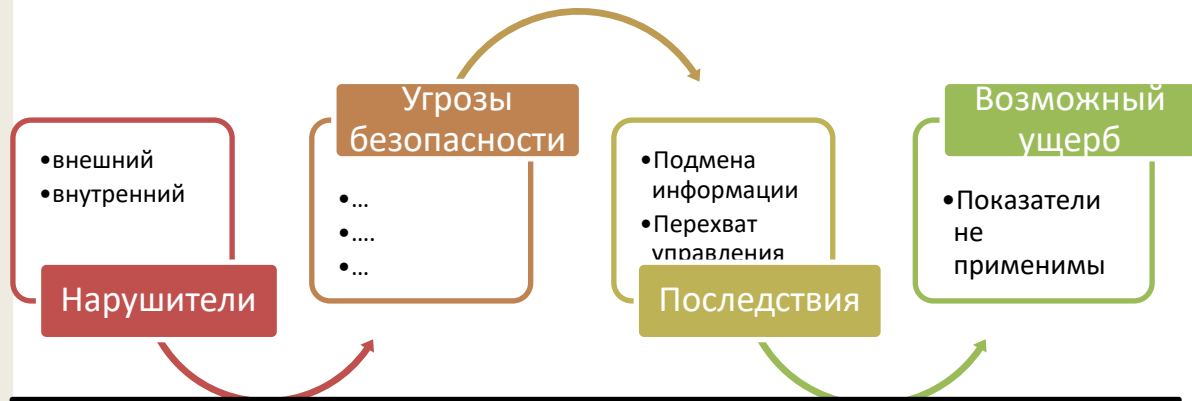 •внешний
•внутренний
Нарушители
Угрозы
безопасности
•...
•....
•...
•Подмена
информации
•Перехват
управления
Последствия
Возможный
ущерб
•Показатели
не
применимы